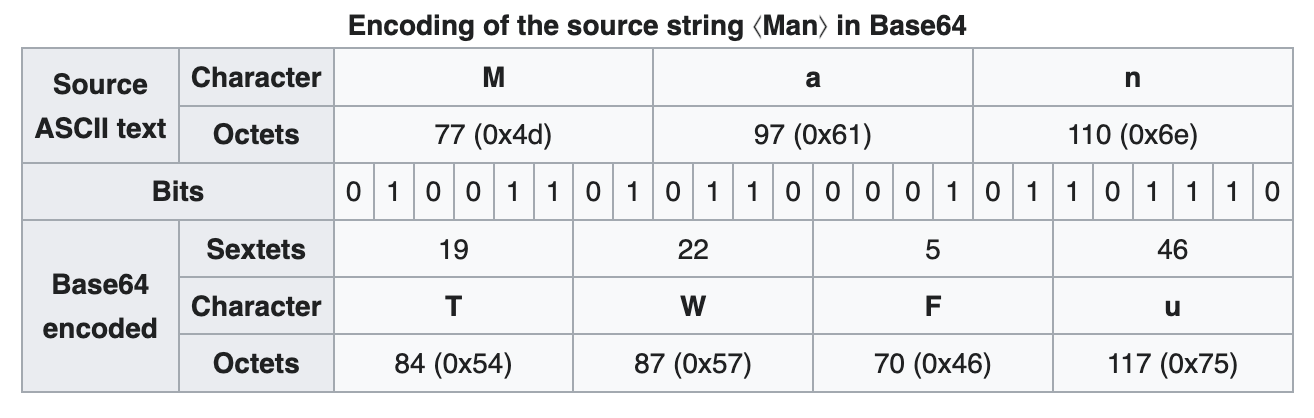 Encoding of the source string ⟨Man⟩ in Base64
Source ASCII text Character M a n
Octets 77 (0x4d) 97 (0x61) 110 (0x6e)
Bits 0 1 0 0 1 1 0 1 0 1 1 0 0 0 0 1 0 1 1 0 1 1 1 0
Base64 encoded Sextets 19 22 5 46
Character T W F u
Octets 84 (0x54) 87 (0x57) 70 (0x46) 117 (0x75)